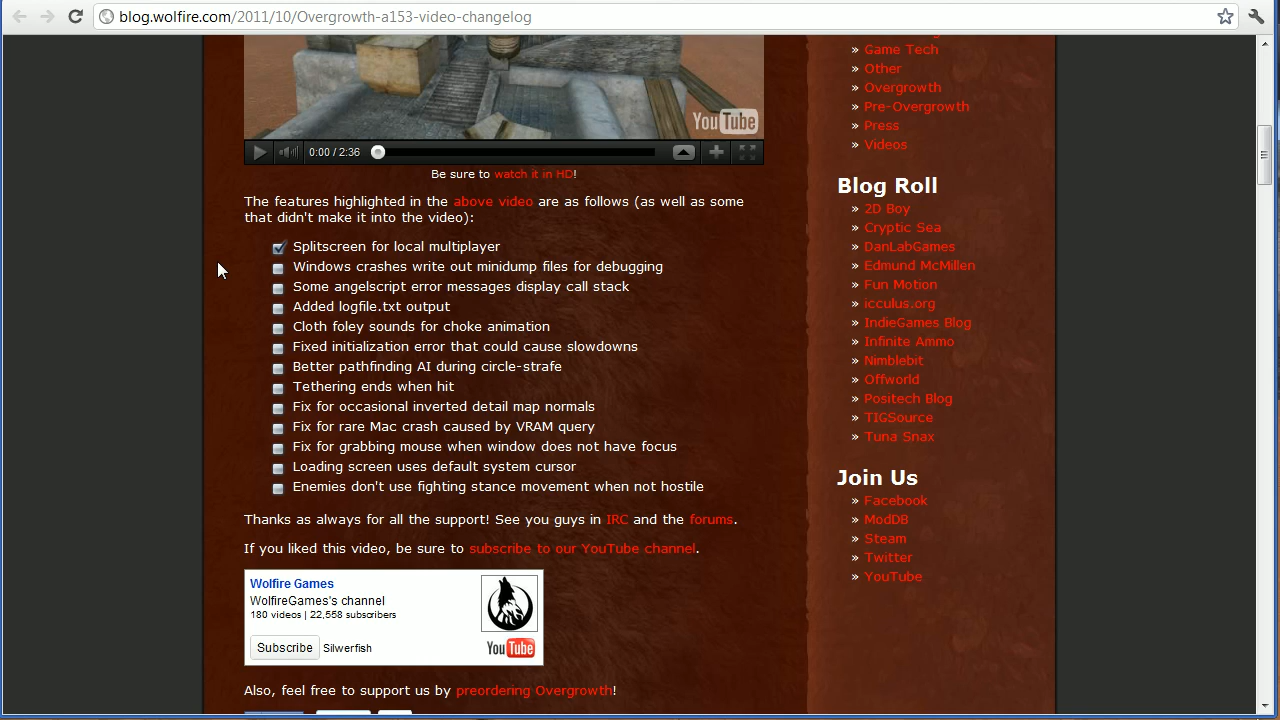 blog.wolfire.com/2011/10/Overgrowth-a153-video-changelog
YouTube
0:00 / 2:36
Be sure to watch it in HD!
The features highlighted in the above video are as follows (as well as some
that didn't make it into the video):
Splitscreen for local multiplayer
Windows crashes write out minidump files for debugging
Some angelscript error messages display call stack
Added logfile.txt output
Cloth foley sounds for choke animation
Fixed initialization error that could cause slowdowns
Better pathfinding AI during circle-strafe
Tethering ends when hit
Fix for occasional inverted detail map normals
Fix for rare Mac crash caused by VRAM query
Fix for grabbing mouse when window does not have focus
Loading screen uses default system cursor
Enemies don't use fighting stance movement when not hostile
Thanks as always for all the support! See you guys in IRC and the forums.
If you liked this video, be sure to subscribe to our YouTube channel.
Wolfire Games
WolfireGames's channel
180 videos | 22,558 subscribers
Subscribe Silwerfish
YouTube
Also, feel free to support us by preordering Overgrowth!
» Game Tech
» Other
» Overgrowth
» Pre-Overgrowth
» Press
» Videos
Blog Roll
» 2D Boy
» Cryptic Sea
» DanLabGames
» Edmund McMillen
» Fun Motion
» icculus.org
» IndieGames Blog
» Infinite Ammo
» Nimblebit
» Offworld
» Positech Blog
» TIGSource
» Tuna Snax
Join Us
» Facebook
» ModDB
» Steam
» Twitter
» YouTube